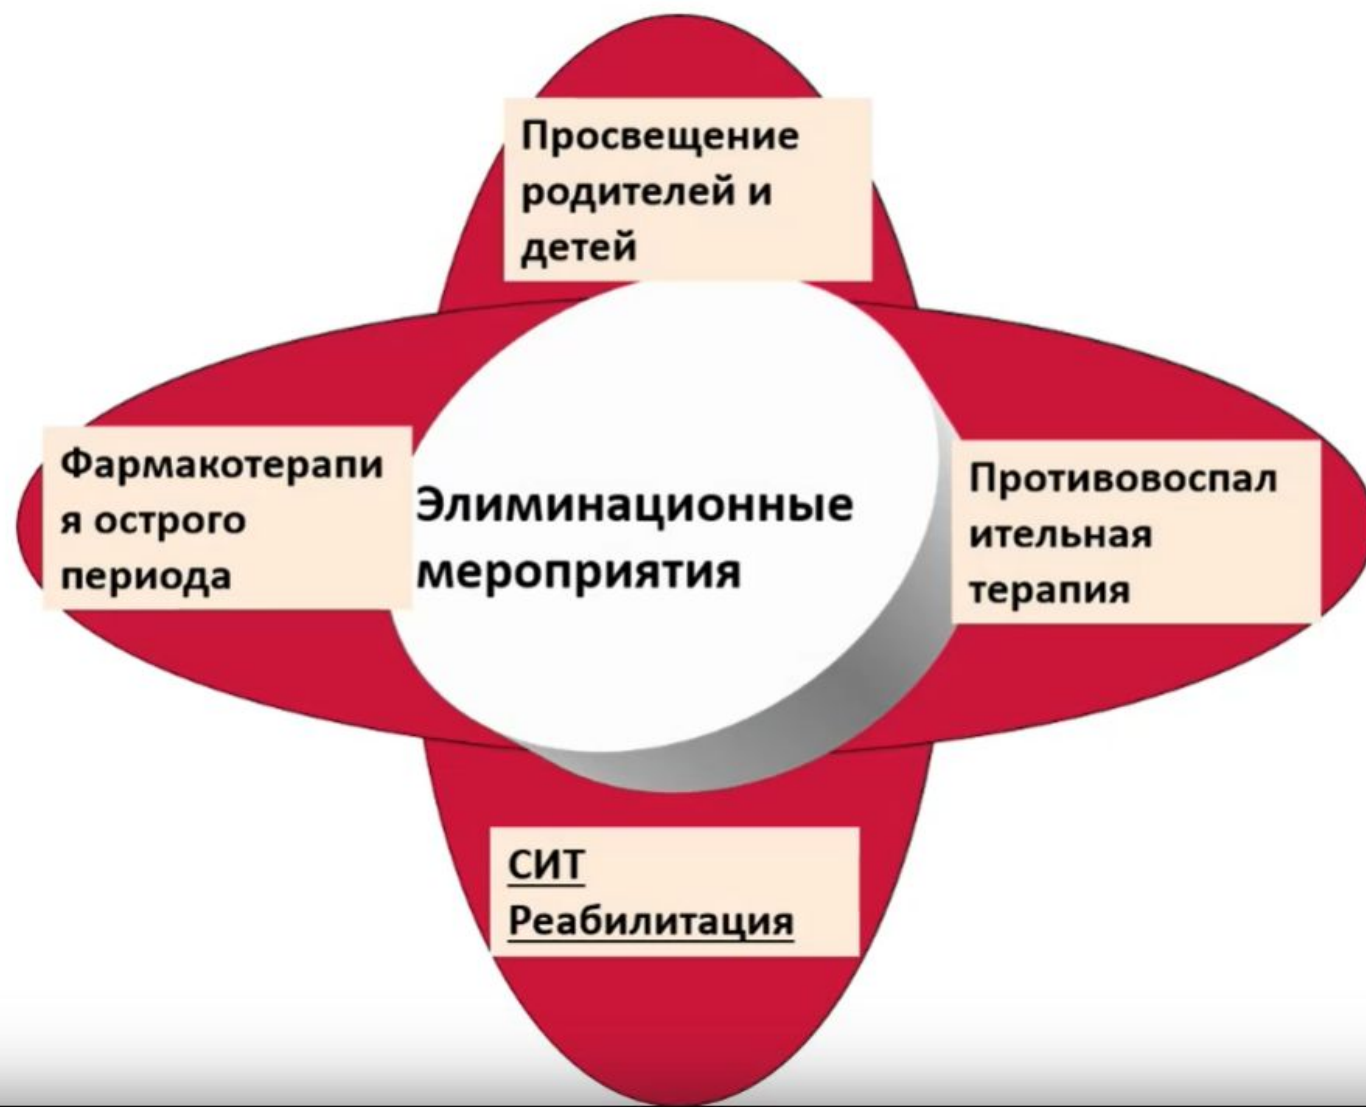 Просвещение
родителей и
детей
Фармакотерапи
я острого
периода
Элиминационные
мероприятия
Противовоспал
ительная
терапия
СИТ
Реабилитация